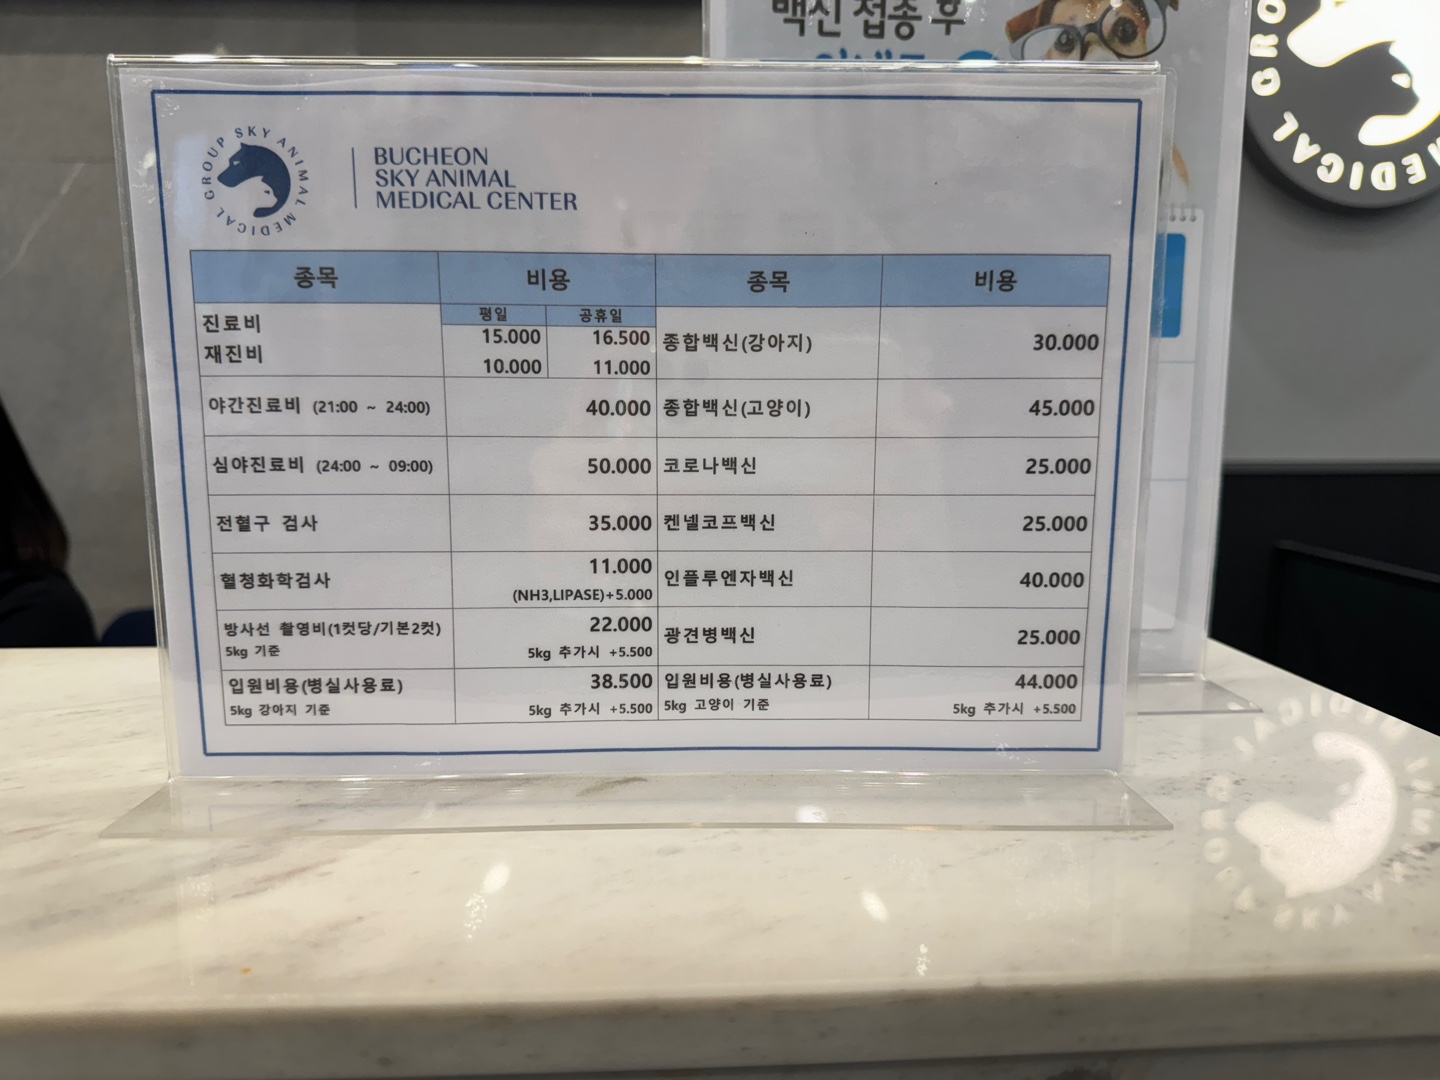 백신 접종 후
GROUP SKY ANIMAL MEDICAL
BUCHEON
SKY ANIMAL
MEDICAL CENTER
종목 비용 종목 비용
평일 공휴일
진료비 15.000 16.500
재진비 10.000 11.000
종합백신(강아지) 30.000
야간진료비 (21:00 ~ 24:00) 40.000 종합백신(고양이) 45.000
심야진료비 (24:00 ~ 09:00) 50.000 코로나백신 25.000
전혈구 검사 35.000 켄넬코프백신 25.000
혈청화학검사 11.000 인플루엔자백신 40.000
(NH3,LIPASE)+5.000
방사선 촬영비(1컷당/기본2컷) 22.000 광견병백신 25.000
5kg 기준 5kg 추가시 +5.500
입원비용(병실사용료) 38.500 입원비용(병실사용료) 44.000
5kg 강아지 기준 5kg 추가시 +5.500 5kg 고양이 기준 5kg 추가시 +5.500
MEDICAL GRO